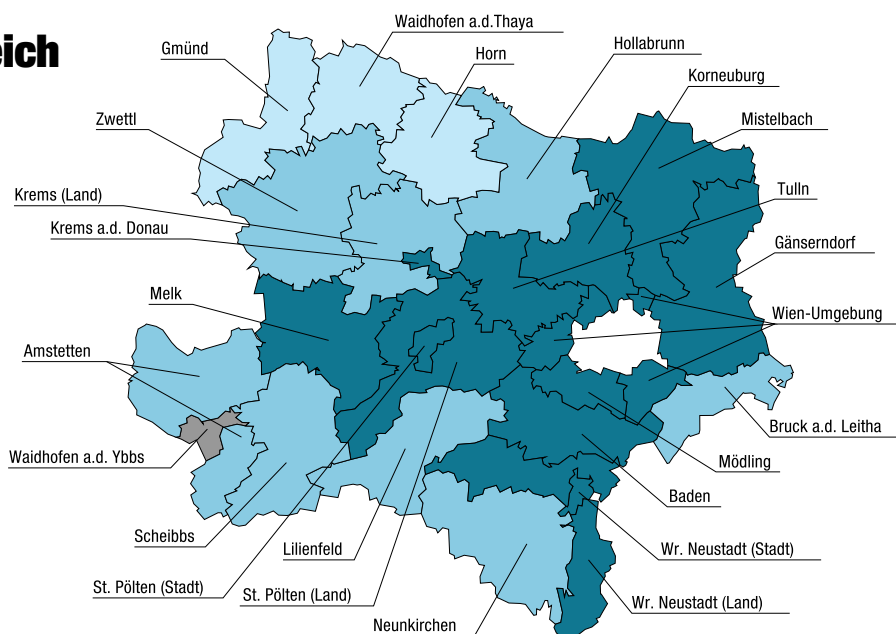 eich
Waidhofen a.d.Thaya
Gmünd
Horn
Hollabrunn
Korneuburg
Zwettl
Mistelbach
Krems (Land)
Tulln
Krems a.d. Donau
Gänserndorf
Melk
Wien-Umgebung
Amstetten
Bruck a.d. Leitha
Waidhofen a.d. Ybbs
Mödling
Baden
Scheibbs
Lilienfeld
Wr. Neustadt (Stadt)
St. Pölten (Stadt)
St. Pölten (Land)
Wr. Neustadt (Land)
Neunkirchen